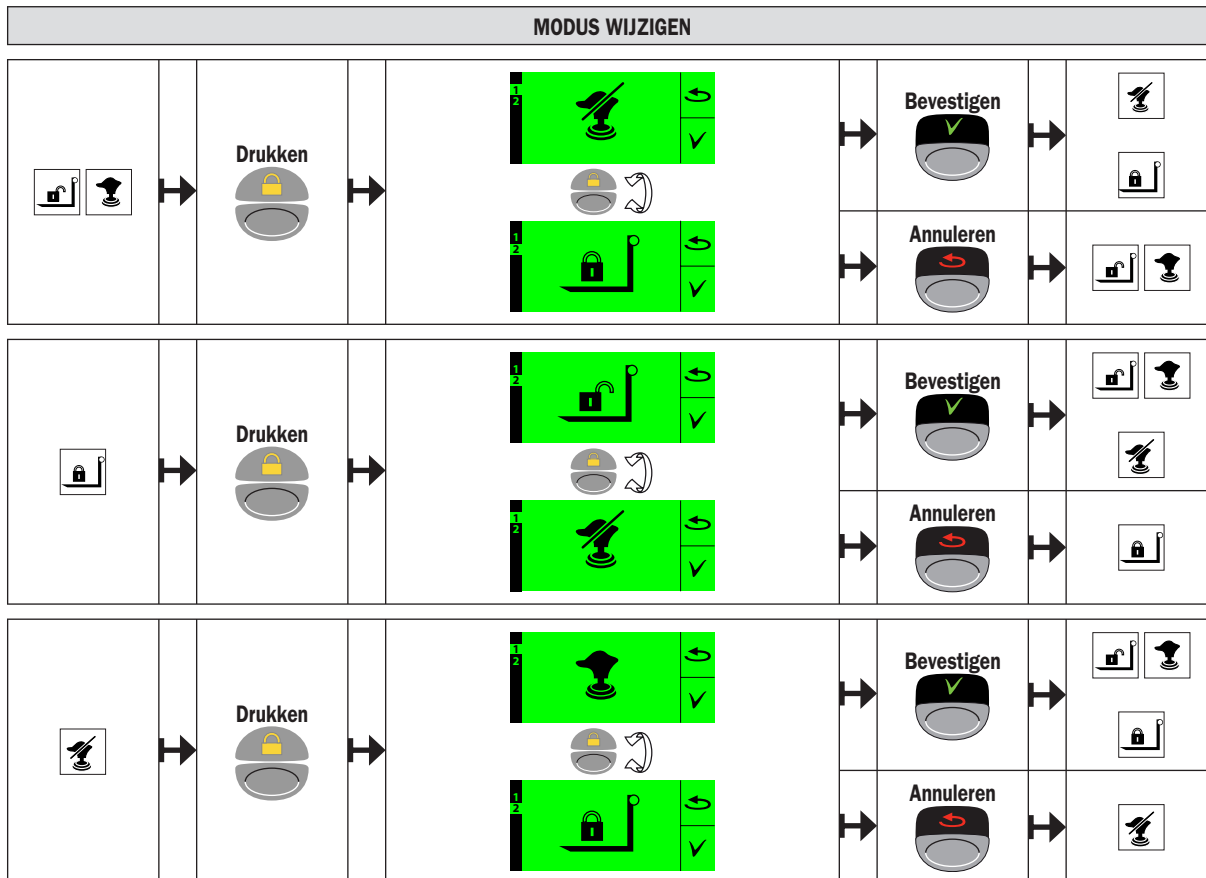 MODUS WIJZIGEN
Drukken
1
2
1
2
Bevestigen
Annuleren
Drukken
1
2
1
2
Bevestigen
Annuleren
Drukken
1
2
1
2
Bevestigen
Annuleren